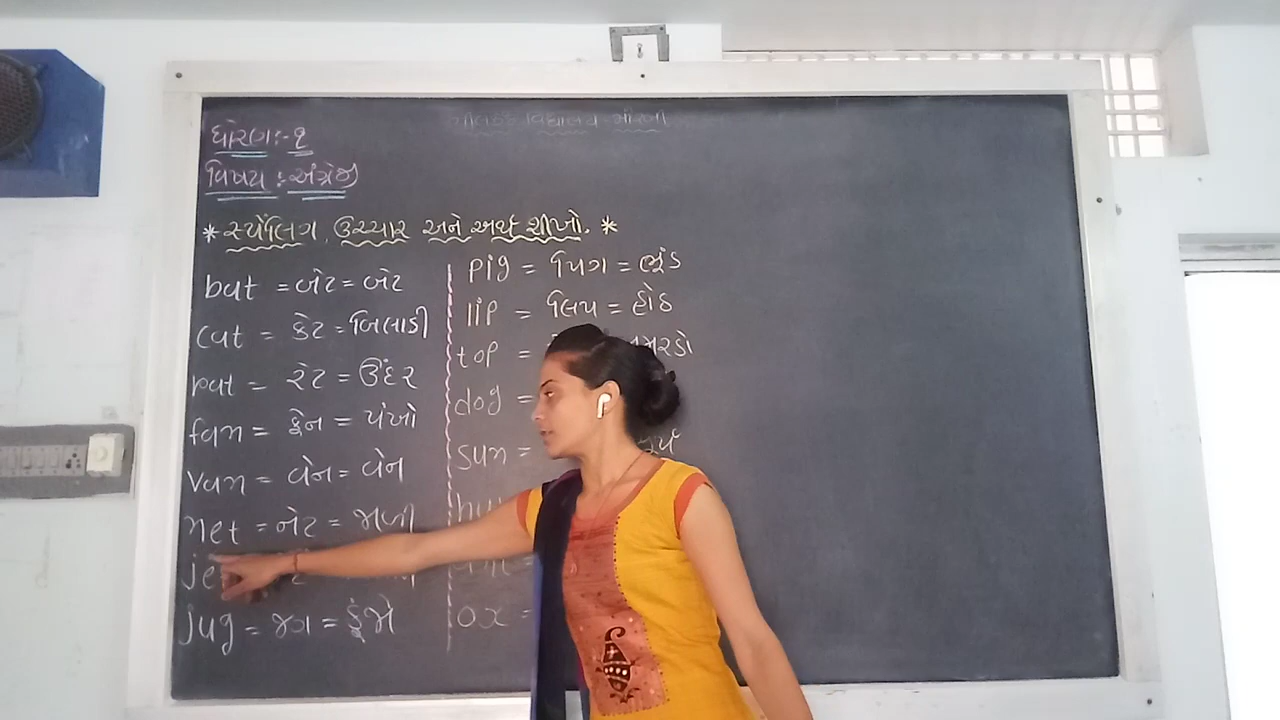 ધોરણ:-૧
વિષય : અંગ્રેજી
* સ્પેલિંગ, ઉચ્ચાર અને અર્થ શીખો. *
bat = બેટ = બેટ
cat = કેટ = બિલાડી
rat = રેટ = ઉંદર
fan = ફેન = પંખો
van = વેન = વેન
net = નેટ = જાળી
jug = જગ = કુંજો
pig = પિગ = ભૂંડ
lip = લિપ = હોઠ
top =
dog =
sun =
ox =